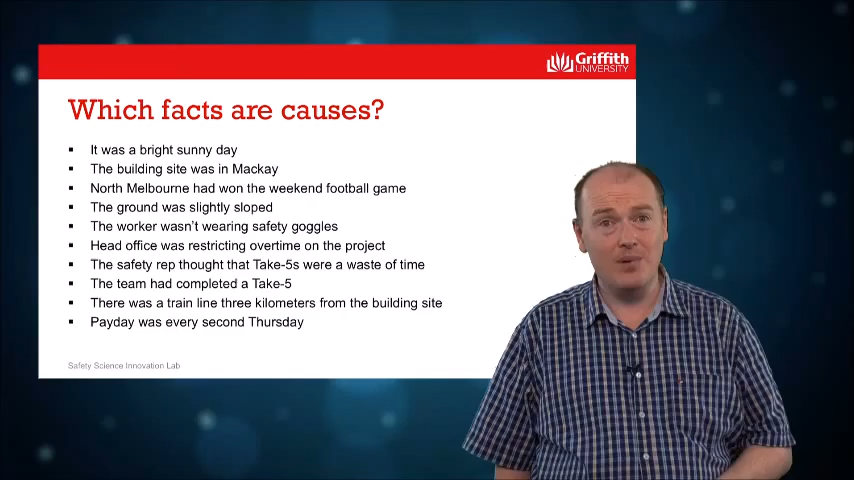 Griffith
UNIVERSITY
Which facts are causes?
It was a bright sunny day
The building site was in Mackay
North Melbourne had won the weekend football game
The ground was slightly sloped
The worker wasn't wearing safety goggles
Head office was restricting overtime on the project
The safety rep thought that Take-5s were a waste of time
The team had completed a Take-5
There was a train line three kilometers from the building site
Payday was every second Thursday
Safety Science Innovation Lab